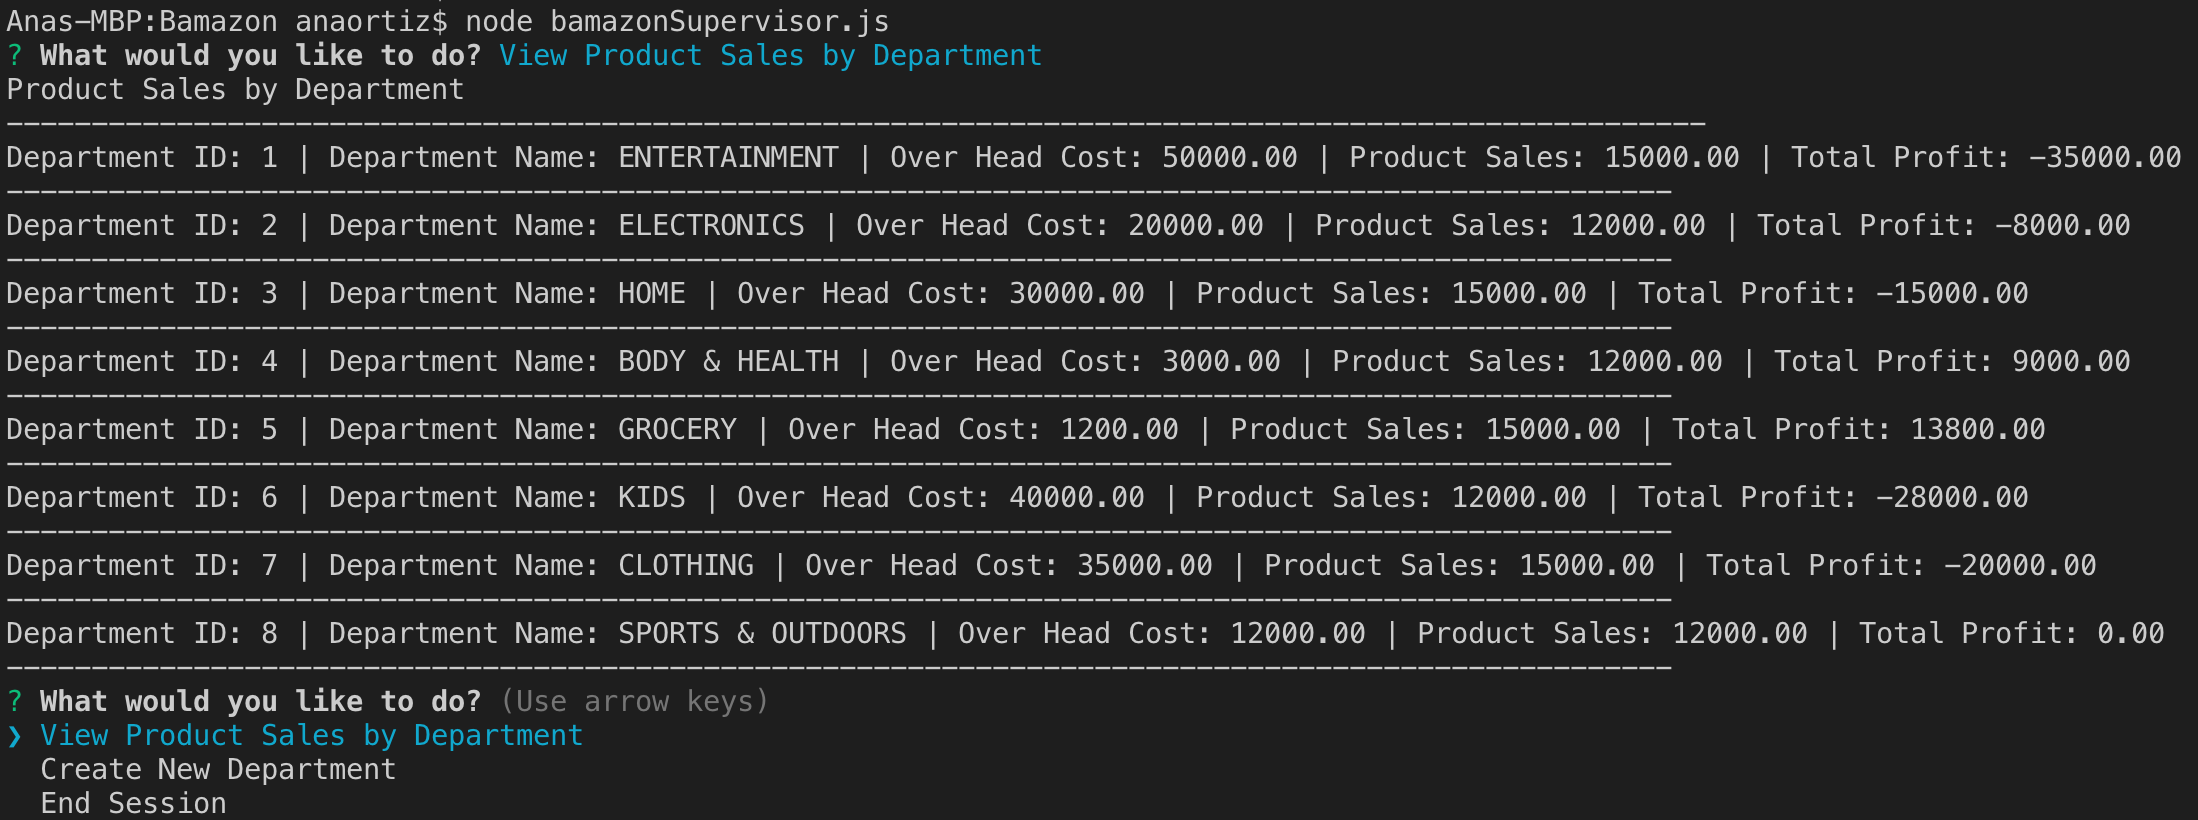 Anas-MBP:Bamazon anaortiz$ node bamazonSupervisor.js
? What would you like to do? View Product Sales by Department
Product Sales by Department
----------------------------------------------------------------------------------------------------
Department ID: 1 | Department Name: ENTERTAINMENT | Over Head Cost: 50000.00 | Product Sales: 15000.00 | Total Profit: -35000.00
--------------------------------------------------------------------------------------------------
Department ID: 2 | Department Name: ELECTRONICS | Over Head Cost: 20000.00 | Product Sales: 12000.00 | Total Profit: -8000.00
--------------------------------------------------------------------------------------------------
Department ID: 3 | Department Name: HOME | Over Head Cost: 30000.00 | Product Sales: 15000.00 | Total Profit: -15000.00
--------------------------------------------------------------------------------------------------
Department ID: 4 | Department Name: BODY & HEALTH | Over Head Cost: 3000.00 | Product Sales: 12000.00 | Total Profit: 9000.00
--------------------------------------------------------------------------------------------------
Department ID: 5 | Department Name: GROCERY | Over Head Cost: 1200.00 | Product Sales: 15000.00 | Total Profit: 13800.00
--------------------------------------------------------------------------------------------------
Department ID: 6 | Department Name: KIDS | Over Head Cost: 40000.00 | Product Sales: 12000.00 | Total Profit: -28000.00
--------------------------------------------------------------------------------------------------
Department ID: 7 | Department Name: CLOTHING | Over Head Cost: 35000.00 | Product Sales: 15000.00 | Total Profit: -20000.00
--------------------------------------------------------------------------------------------------
Department ID: 8 | Department Name: SPORTS & OUTDOORS | Over Head Cost: 12000.00 | Product Sales: 12000.00 | Total Profit: 0.00
--------------------------------------------------------------------------------------------------
? What would you like to do? (Use arrow keys)
❯ View Product Sales by Department
  Create New Department
  End Session